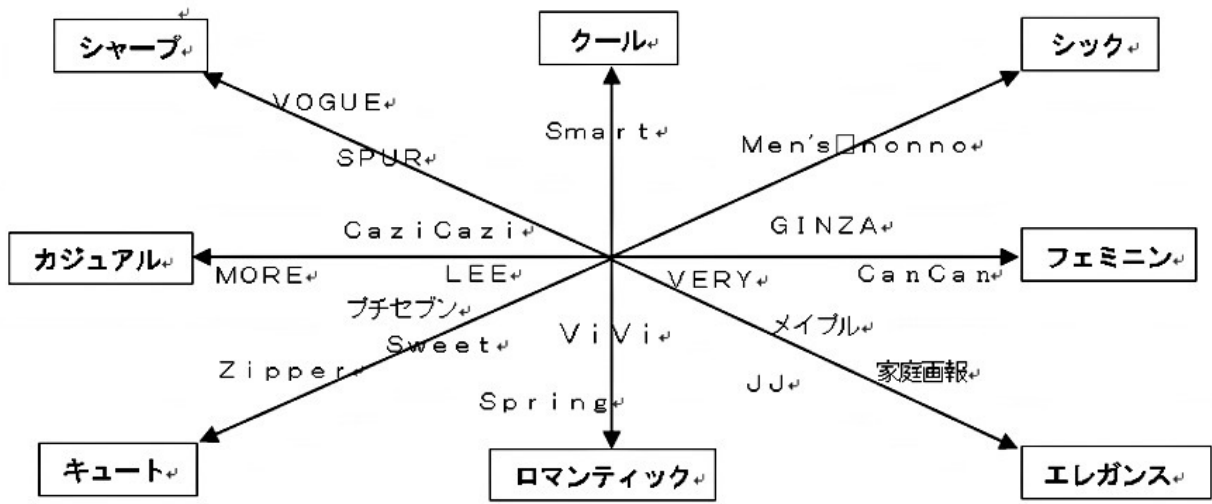 シャープ
クール
シック
VOGUE
Smart
Men's□nonno
SPUR
CaziCazi
GINZA
カジュアル
フェミニン
MORE
LEE
VERY
CanCan
プチセブン
Sweet
ViVi
メイプル
Zipper
Spring
JJ
家庭画報
キュート
ロマンティック
エレガンス